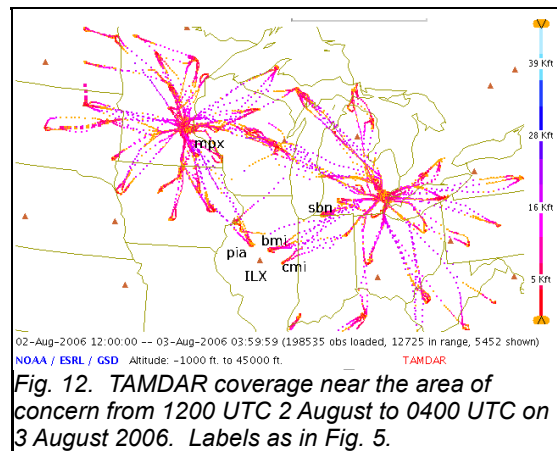 39 Kft
28 Kft
16 Kft
5 Kft
mpx
sbn
bmi
pia
cmi
ILX
02-Aug-2006 12:00:00 -- 03-Aug-2006 03:59:59 (198535 obs loaded, 12725 in range, 5452 shown)
NOAA / ESRL / GSD Altitude: -1000 ft. to 45000 ft. TAMDAR
Fig. 12. TAMDAR coverage near the area of
concern from 1200 UTC 2 August to 0400 UTC on
3 August 2006. Labels as in Fig. 5.